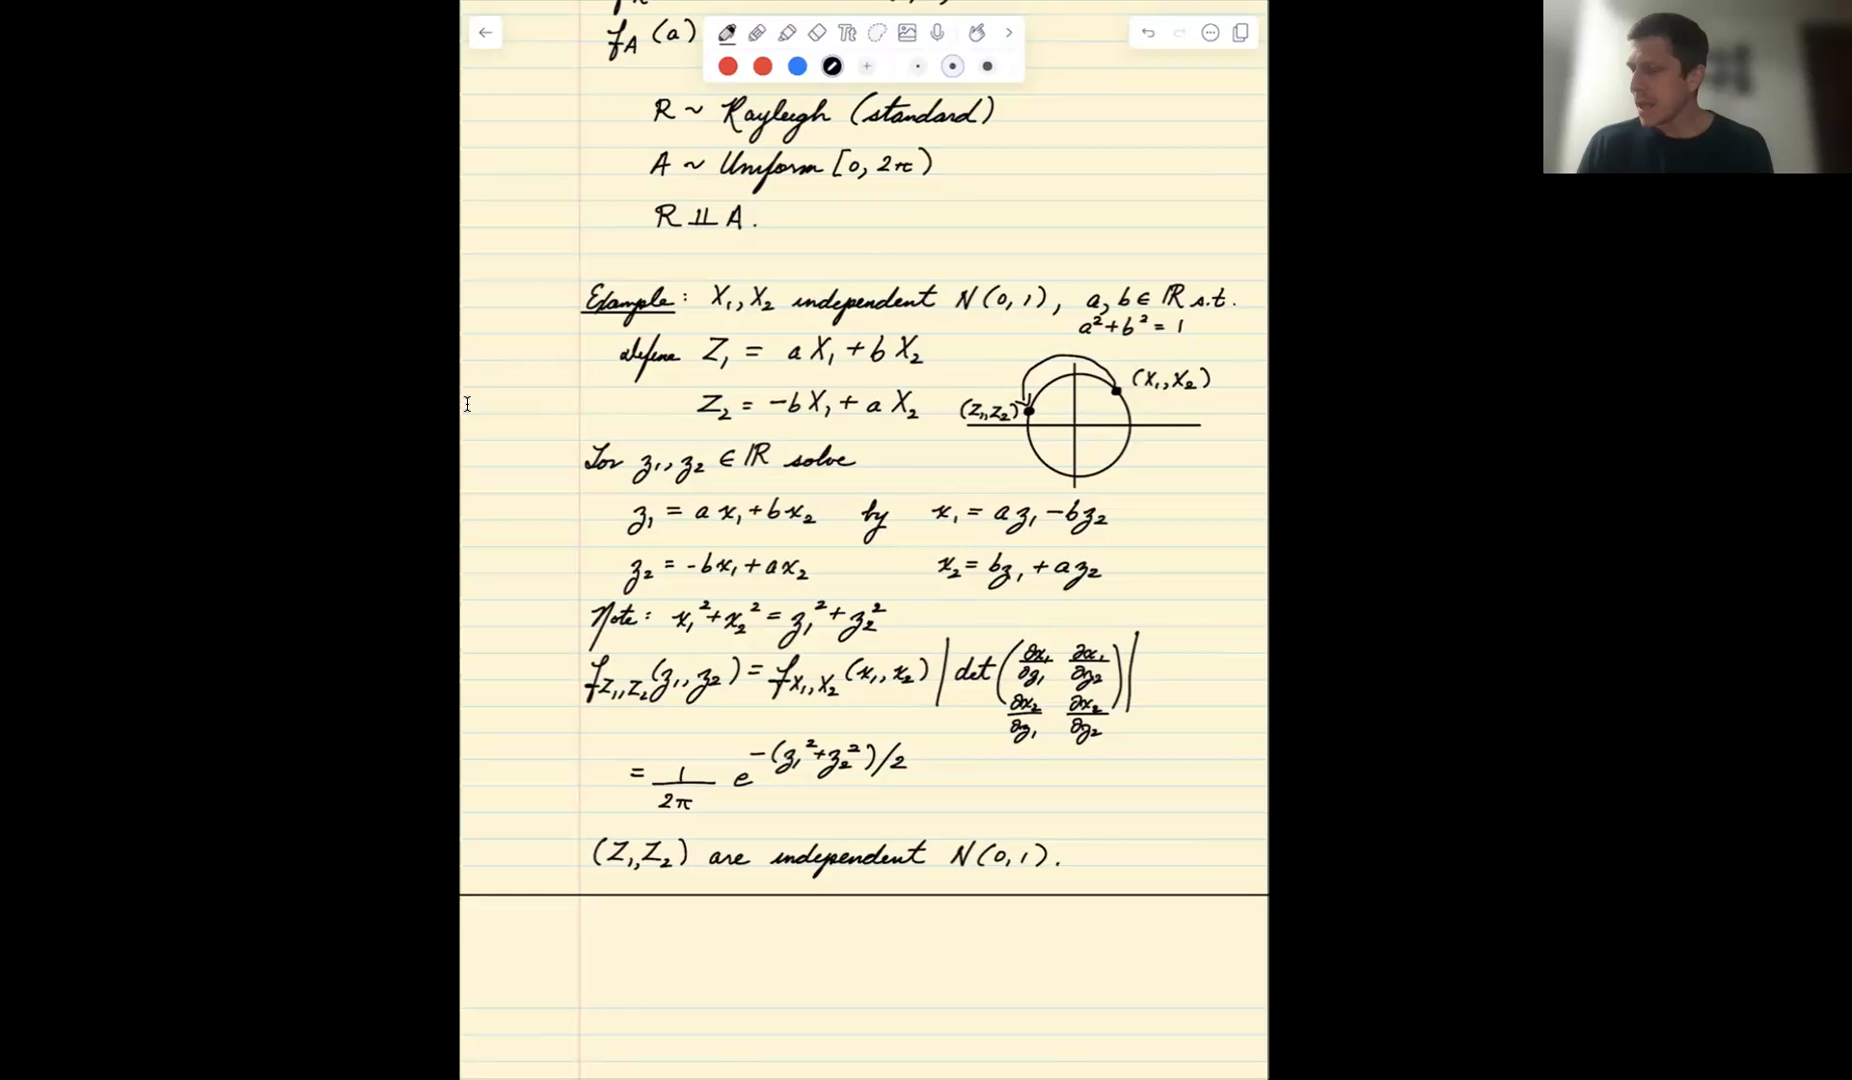 f_A (a)
Tt
R ~ Rayleigh (standard)
A ~ Uniform [0, 2π)
R ⫫ A.
Example: X₁, X₂ independent N(0, 1), a, b ∈ ℝ s.t.
a² + b² = 1
define Z₁ = a X₁ + b X₂
(X₁, X₂)
Z₂ = -b X₁ + a X₂
(Z₁, Z₂)
For z₁, z₂ ∈ ℝ solve
z₁ = a x₁ + b x₂ by x₁ = a z₁ - b z₂
z₂ = -b x₁ + a x₂ x₂ = b z₁ + a z₂
Note: x₁² + x₂² = z₁² + z₂²
f_{Z₁, Z₂}(z₁, z₂) = f_{X₁, X₂}(x₁, x₂) | det ( ∂x₁/∂z₁ ∂x₁/∂z₂
∂x₂/∂z₁ ∂x₂/∂z₂ ) |
= 1/2π e^{-(z₁² + z₂²)/2}
(Z₁, Z₂) are independent N(0, 1).